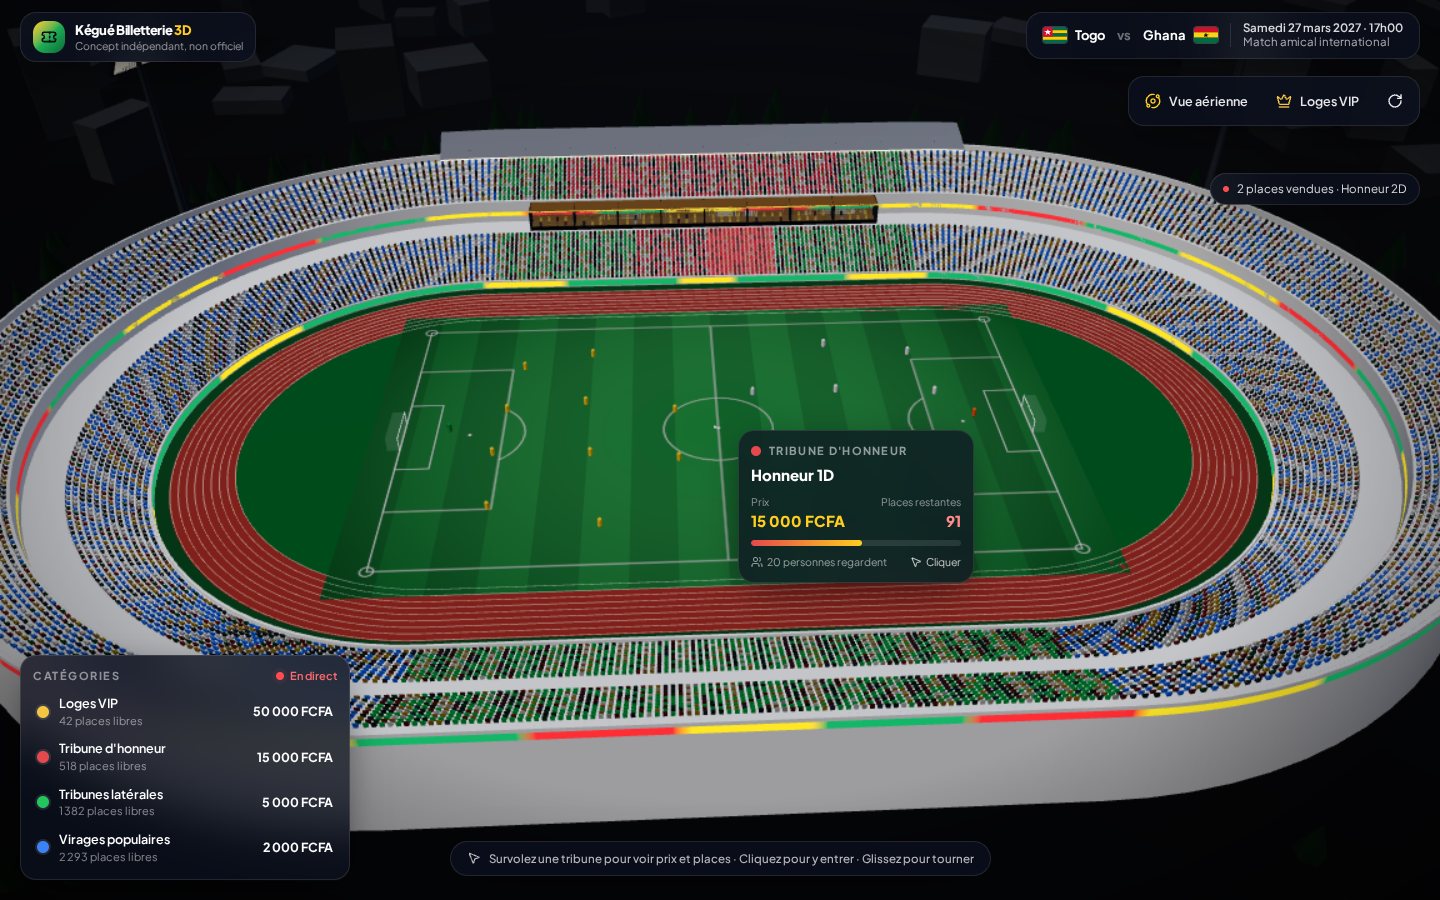 Kégué Billetterie 3D
Concept indépendant, non officiel
Togo vs Ghana
Samedi 27 mars 2027 · 17h00
Match amical international
Vue aérienne
Loges VIP
2 places vendues · Honneur 2D
TRIBUNE D'HONNEUR
Honneur 1D
Prix
Places restantes
15 000 FCFA
91
20 personnes regardent
Cliquer
CATÉGORIES
En direct
Loges VIP
42 places libres
50 000 FCFA
Tribune d'honneur
518 places libres
15 000 FCFA
Tribunes latérales
1 382 places libres
5 000 FCFA
Virages populaires
2 293 places libres
2 000 FCFA
Survolez une tribune pour voir prix et places · Cliquez pour y entrer · Glissez pour tourner